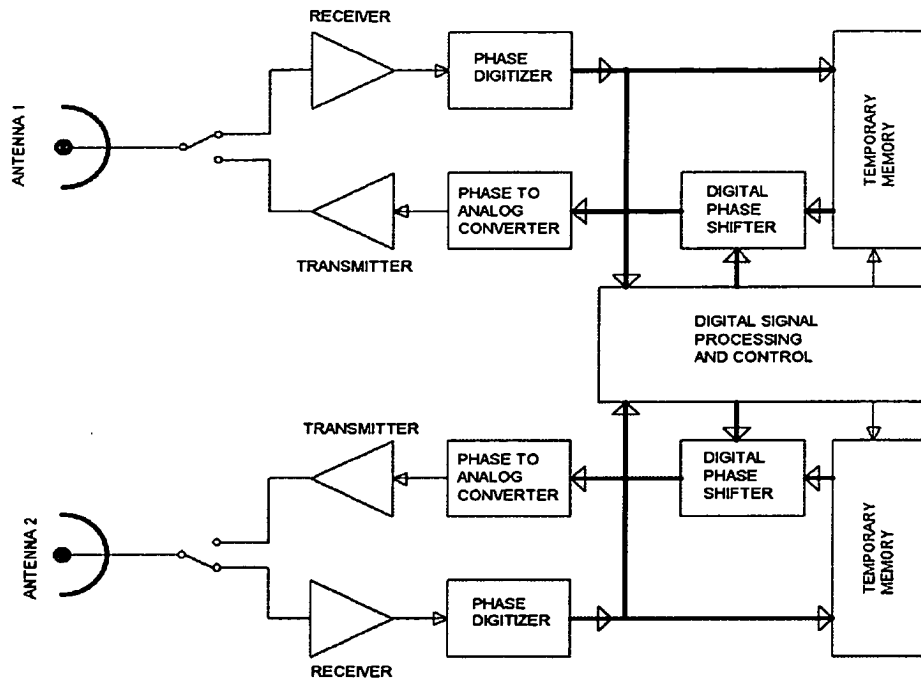 RECEIVER
PHASE
DIGITIZER
ANTENNA 1
TEMPORARY
MEMORY
PHASE TO
ANALOG
CONVERTER
DIGITAL
PHASE
SHIFTER
TRANSMITTER
DIGITAL SIGNAL
PROCESSING
AND CONTROL
TRANSMITTER
PHASE TO
ANALOG
CONVERTER
DIGITAL
PHASE
SHIFTER
ANTENNA 2
TEMPORARY
MEMORY
PHASE
DIGITIZER
RECEIVER